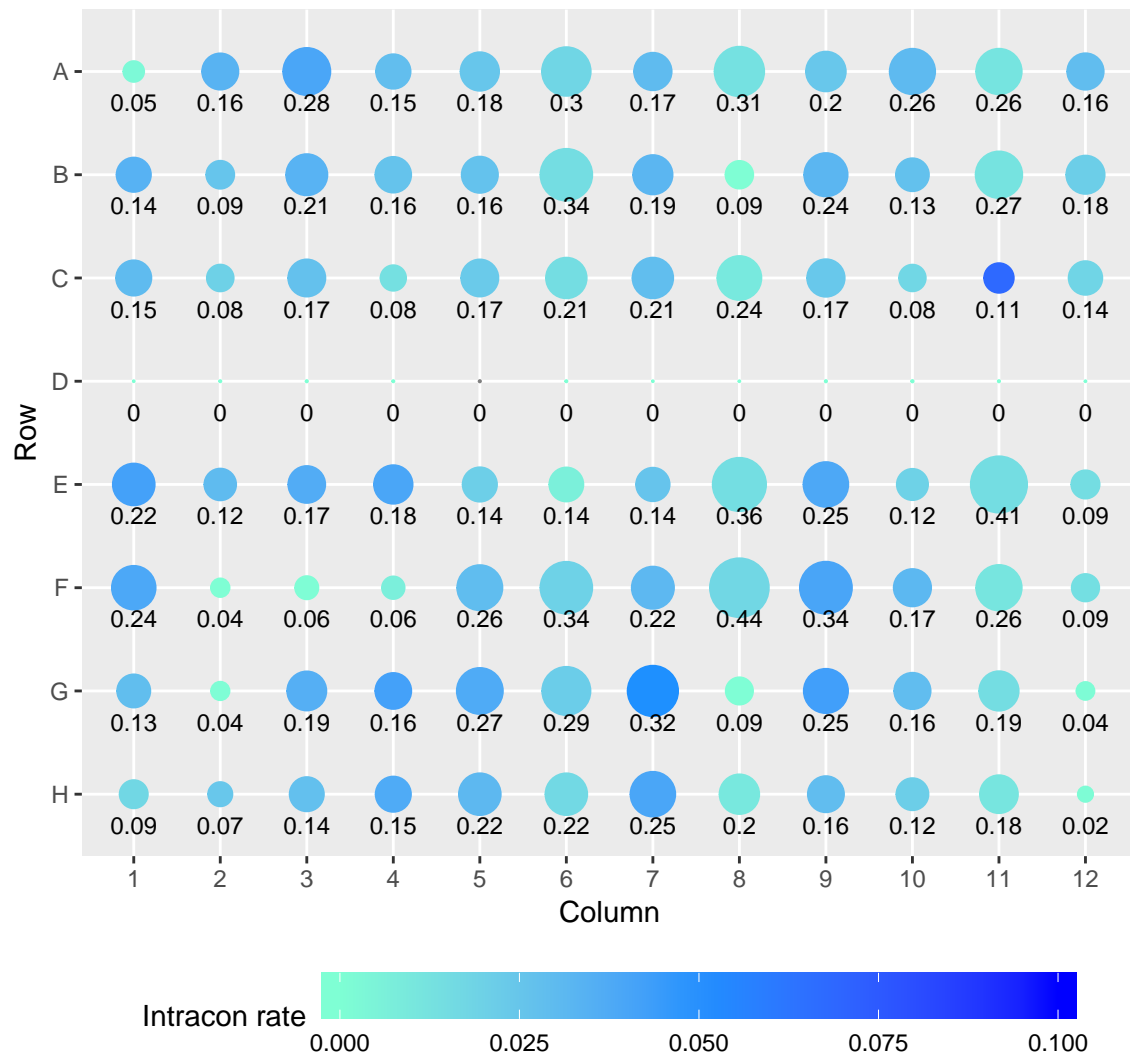 A
0.05 0.16 0.28 0.15 0.18 0.3 0.17 0.31 0.2 0.26 0.26 0.16
B
0.14 0.09 0.21 0.16 0.16 0.34 0.19 0.09 0.24 0.13 0.27 0.18
C
0.15 0.08 0.17 0.08 0.17 0.21 0.21 0.24 0.17 0.08 0.11 0.14
D
0 0 0 0 0 0 0 0 0 0 0 0
Row
E
0.22 0.12 0.17 0.18 0.14 0.14 0.14 0.36 0.25 0.12 0.41 0.09
F
0.24 0.04 0.06 0.06 0.26 0.34 0.22 0.44 0.34 0.17 0.26 0.09
G
0.13 0.04 0.19 0.16 0.27 0.29 0.32 0.09 0.25 0.16 0.19 0.04
H
0.09 0.07 0.14 0.15 0.22 0.22 0.25 0.2 0.16 0.12 0.18 0.02
1 2 3 4 5 6 7 8 9 10 11 12
Column
Intracon rate
0.000 0.025 0.050 0.075 0.100